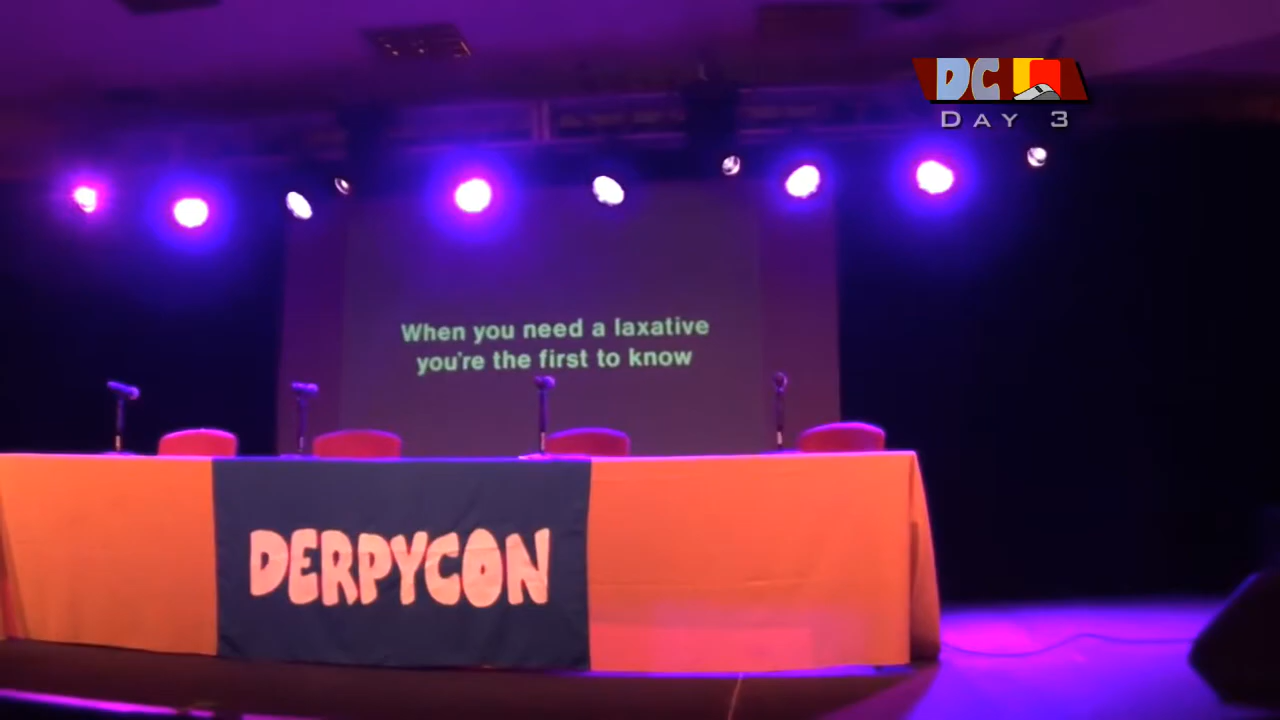 DC
DAY 3
When you need a laxative
you're the first to know
DERPYCON